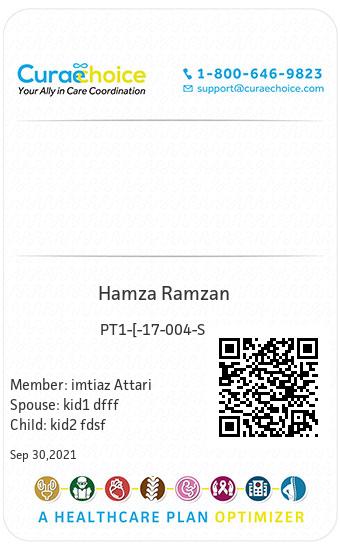 Curaechoice
Your Ally in Care Coordination
1-800-646-9823
support@curaechoice.com
Hamza Ramzan
PT1-[-17-004-S
Member: imtiaz Attari
Spouse: kid1 dfff
Child: kid2 fdsf
Sep 30,2021
A HEALTHCARE PLAN OPTIMIZER